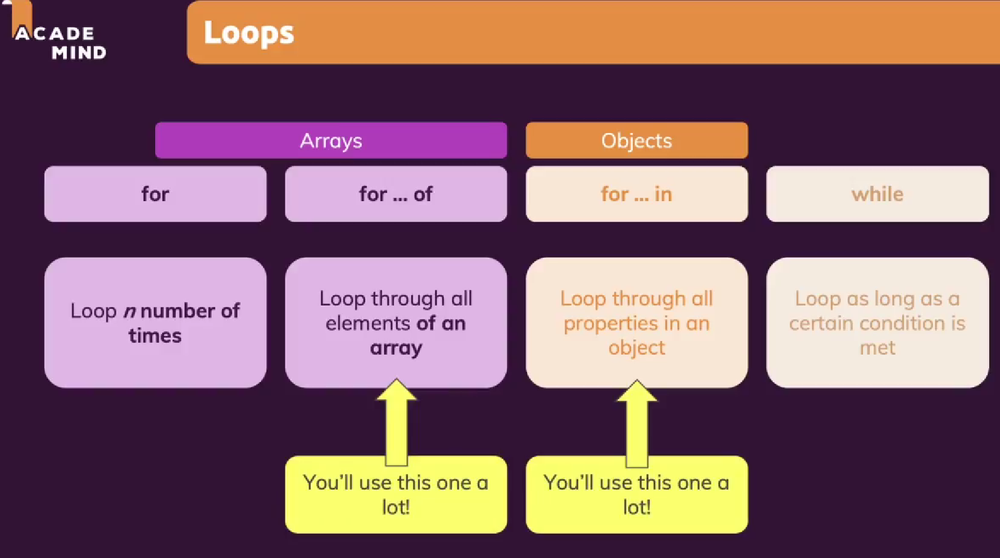 ACADE
MIND
Loops
Arrays
Objects
for
for ... of
for ... in
while
Loop n number of
times
Loop through all
elements of an
array
Loop through all
properties in an
object
Loop as long as a
certain condition is
met
You'll use this one a
lot!
You'll use this one a
lot!